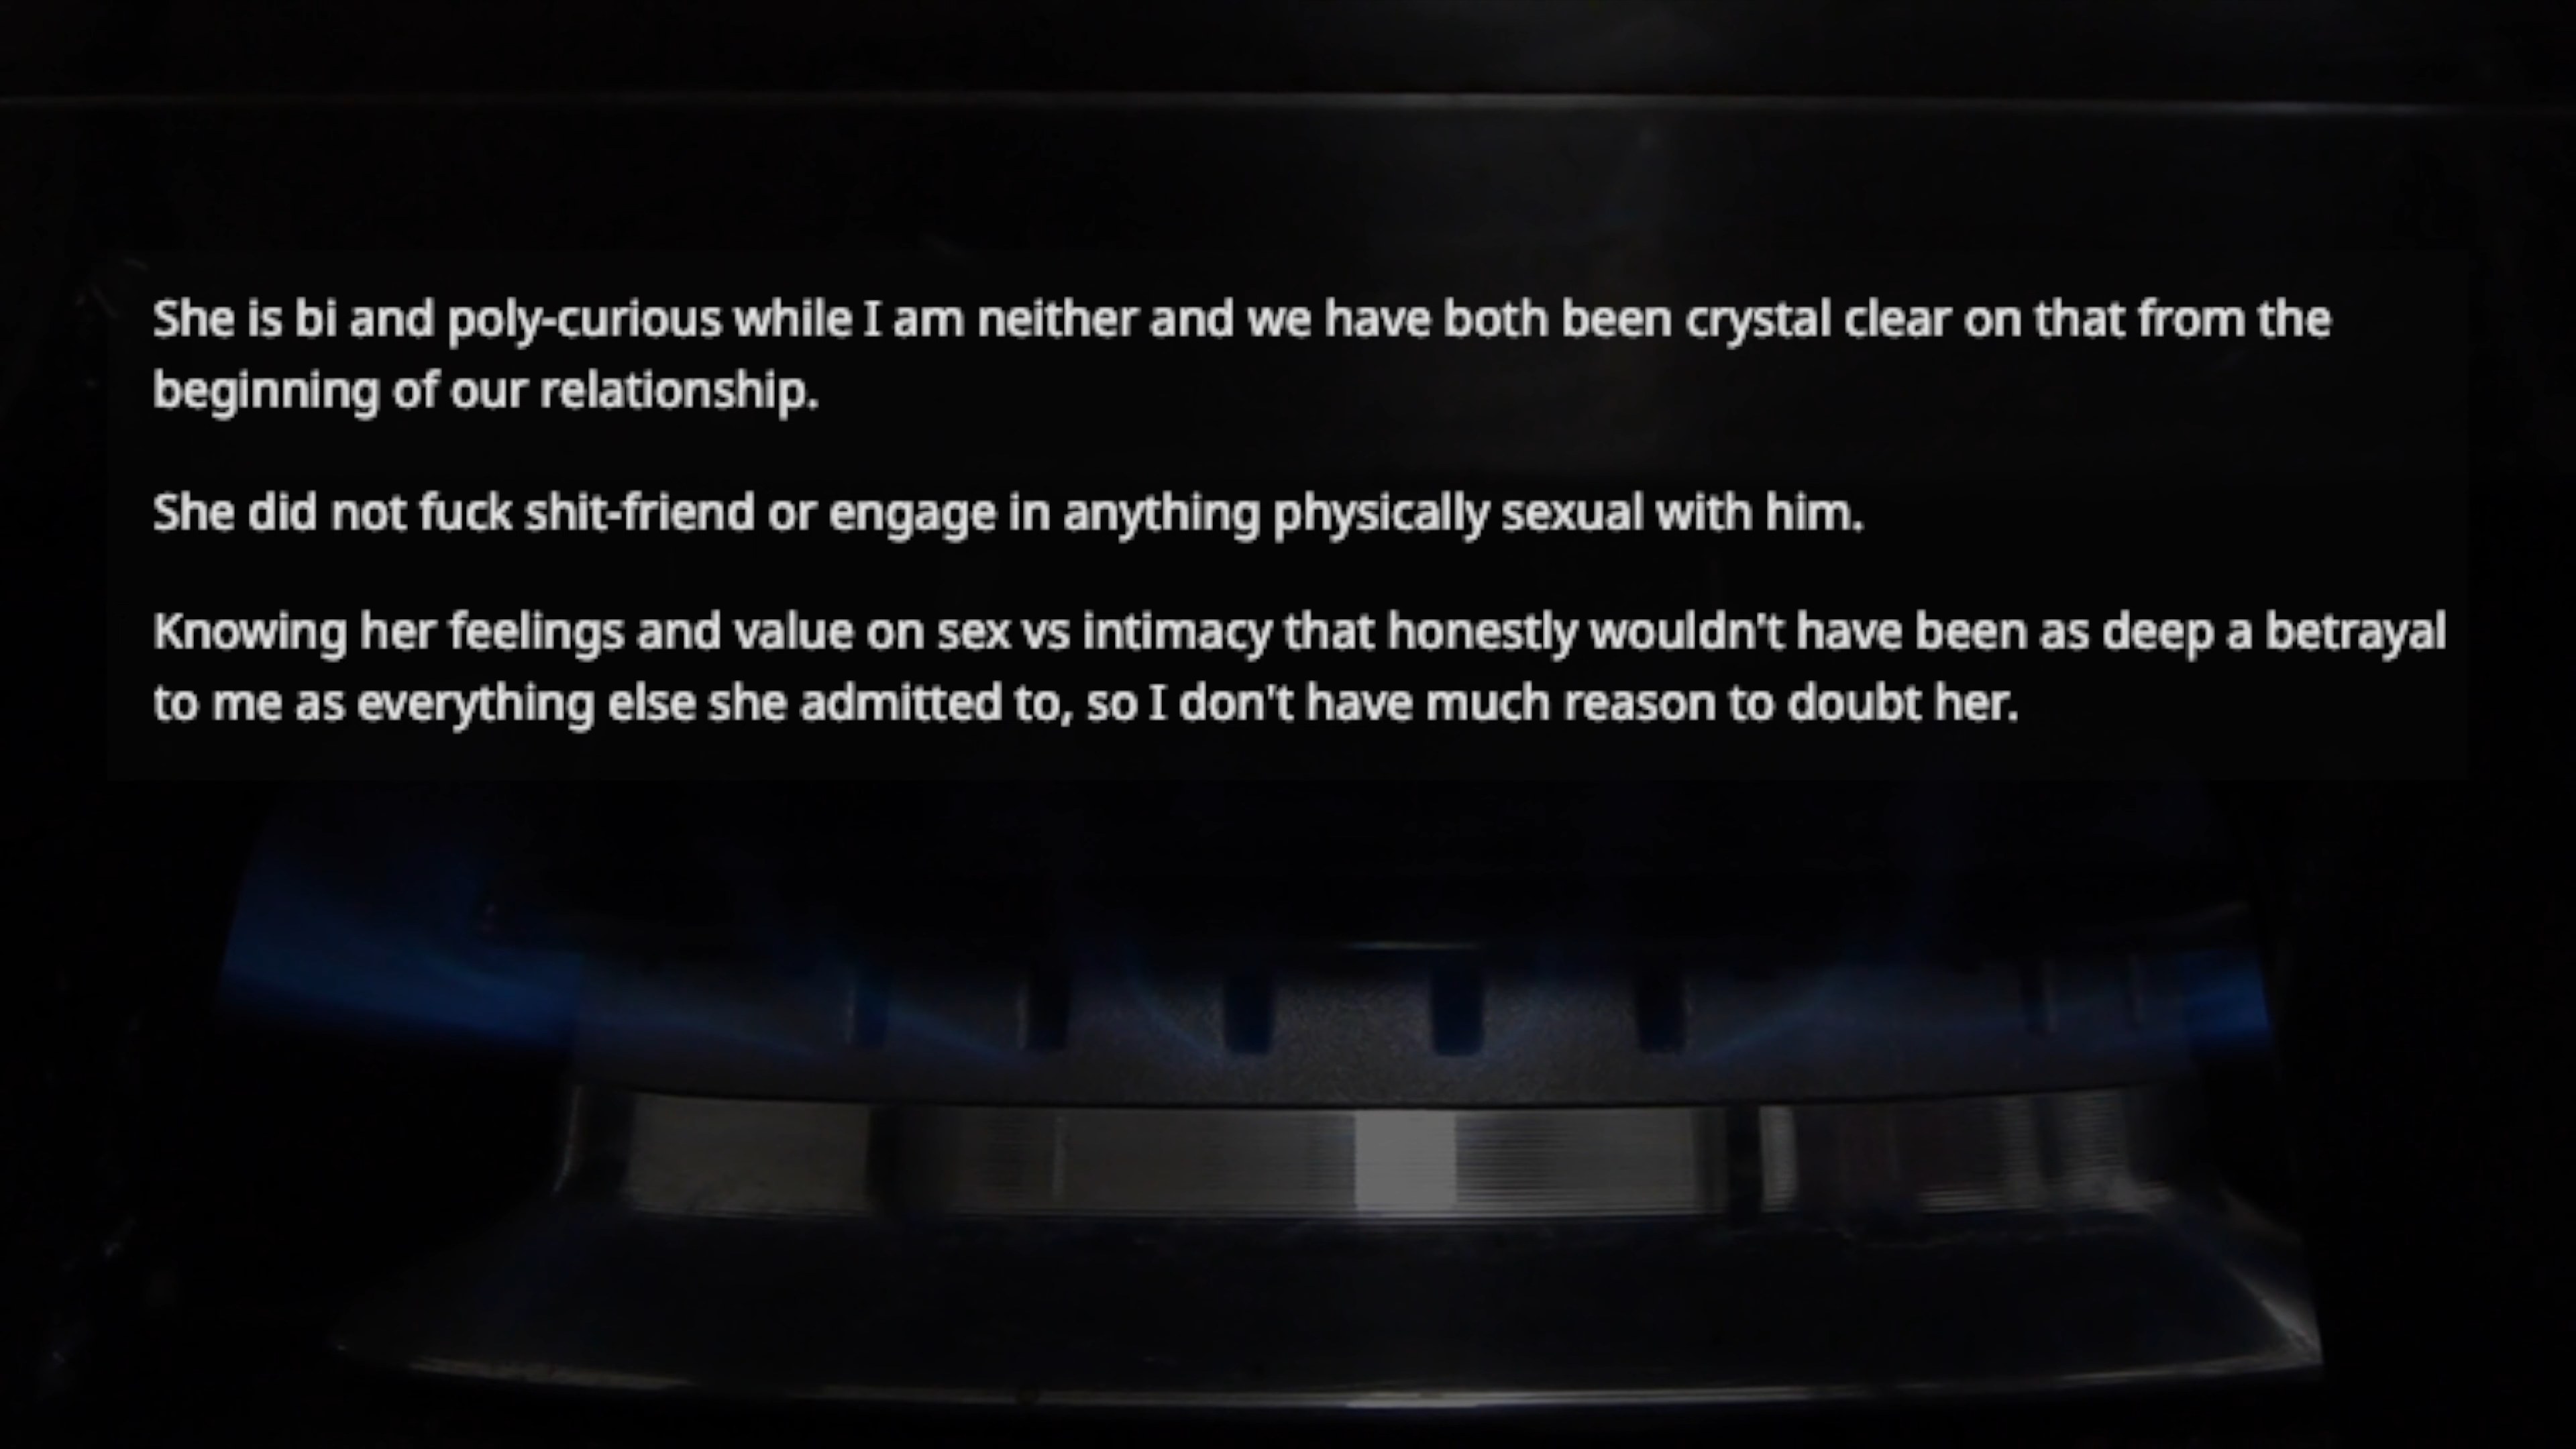 She is bi and poly-curious while I am neither and we have both been crystal clear on that from the
beginning of our relationship.
She did not fuck shit-friend or engage in anything physically sexual with him.
Knowing her feelings and value on sex vs intimacy that honestly wouldn't have been as deep a betrayal
to me as everything else she admitted to, so I don't have much reason to doubt her.